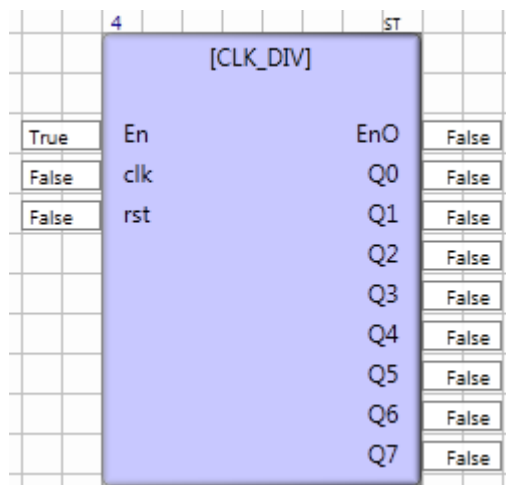 4 ST
[CLK_DIV]
True En EnO False
False clk Q0 False
False rst Q1 False
Q2 False
Q3 False
Q4 False
Q5 False
Q6 False
Q7 False